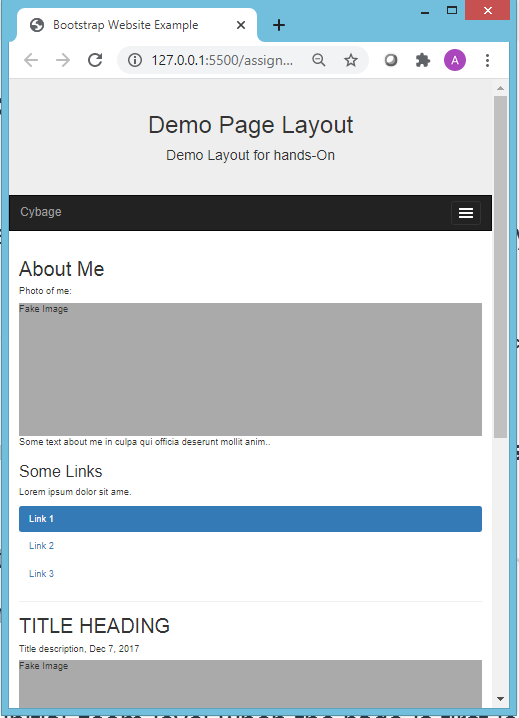 Bootstrap Website Example
127.0.0.1:5500/assign...
A
Demo Page Layout
Demo Layout for hands-On
Cybage
About Me
Photo of me:
Fake Image
Some text about me in culpa qui officia deserunt mollit anim..
Some Links
Lorem ipsum dolor sit ame.
Link 1
Link 2
Link 3
TITLE HEADING
Title description, Dec 7, 2017
Fake Image